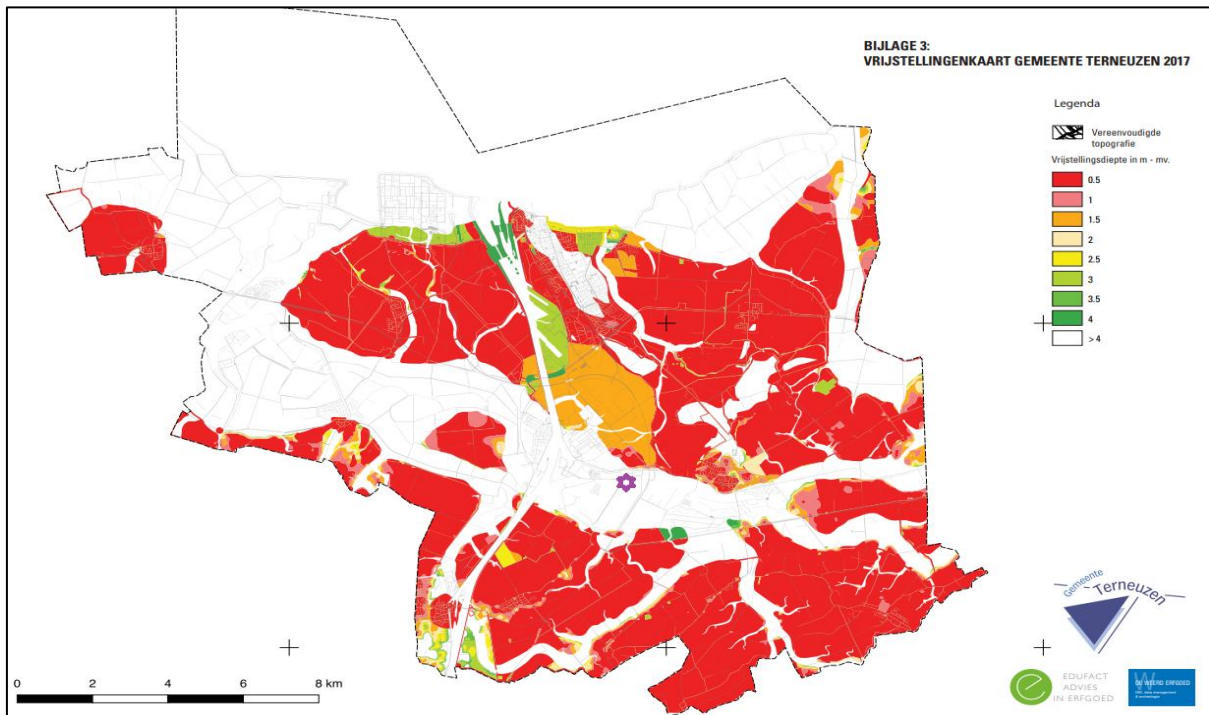 BIJLAGE 3:
VRIJSTELLINGENKAART GEMEENTE TERNEUZEN 2017
Legenda
Vereenvoudigde
topografie
Vrijstellingsdiepte in m - mv.
0.5
1
1.5
2
2.5
3
3.5
4
> 4
Gemeente
Terneuzen
0 2 4 6 8 km
e
EDUFACT
ADVIES
IN ERFGOED
W
DE WEERD ERFGOED